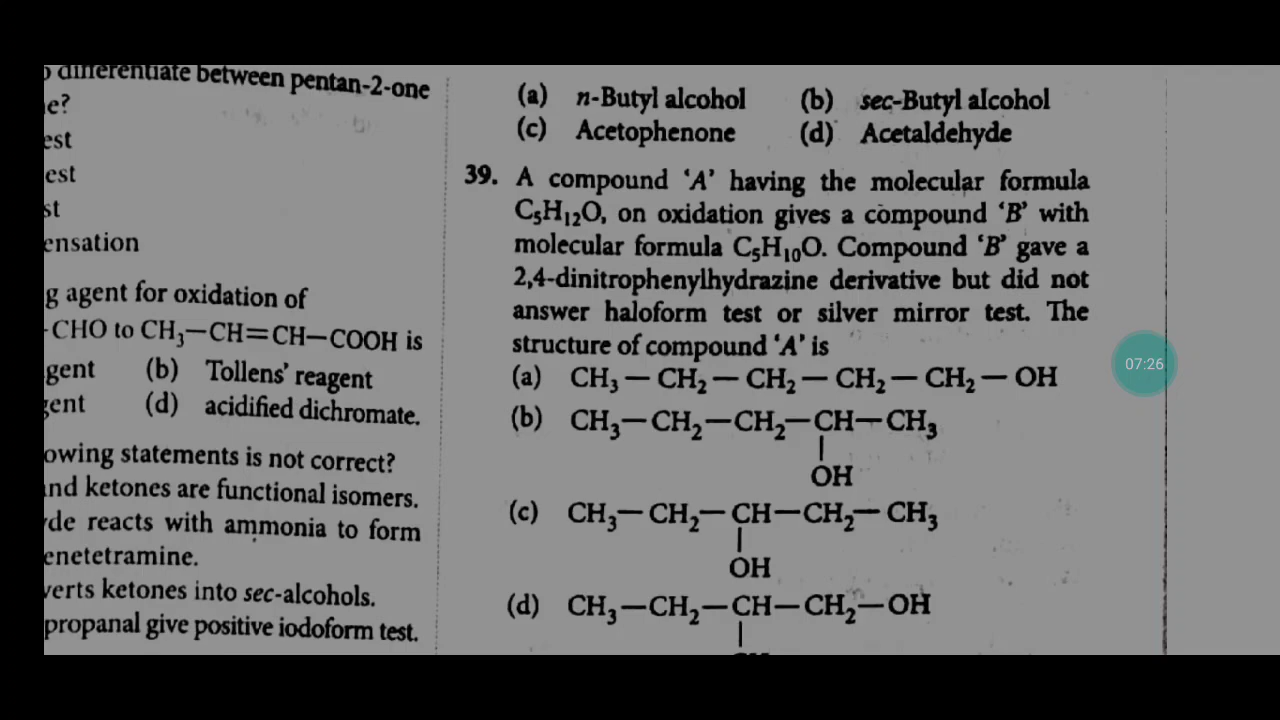 differentiate between pentan-2-one
e?
est
est
st
ensation
g agent for oxidation of
-CHO to CH₃—CH=CH—COOH is
gent (b) Tollens' reagent
gent (d) acidified dichromate.
owing statements is not correct?
nd ketones are functional isomers.
de reacts with ammonia to form
enetetramine.
verts ketones into sec-alcohols.
propanal give positive iodoform test.
(a) n-Butyl alcohol (b) sec-Butyl alcohol
(c) Acetophenone (d) Acetaldehyde
39. A compound 'A' having the molecular formula
C₅H₁₂O, on oxidation gives a compound 'B' with
molecular formula C₅H₁₀O. Compound 'B' gave a
2,4-dinitrophenylhydrazine derivative but did not
answer haloform test or silver mirror test. The
structure of compound 'A' is
(a) CH₃—CH₂—CH₂—CH₂—CH₂—OH
(b) CH₃—CH₂—CH₂—CH—CH₃
|
OH
(c) CH₃—CH₂—CH—CH₂—CH₃
|
OH
(d) CH₃—CH₂—CH—CH₂—OH
|
07:26